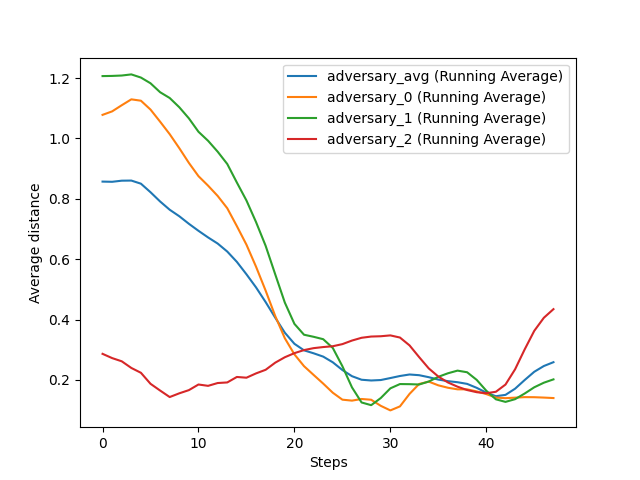 adversary_avg (Running Average)
adversary_0 (Running Average)
adversary_1 (Running Average)
adversary_2 (Running Average)
1.2
1.0
0.8
0.6
0.4
0.2
Average distance
0 10 20 30 40
Steps